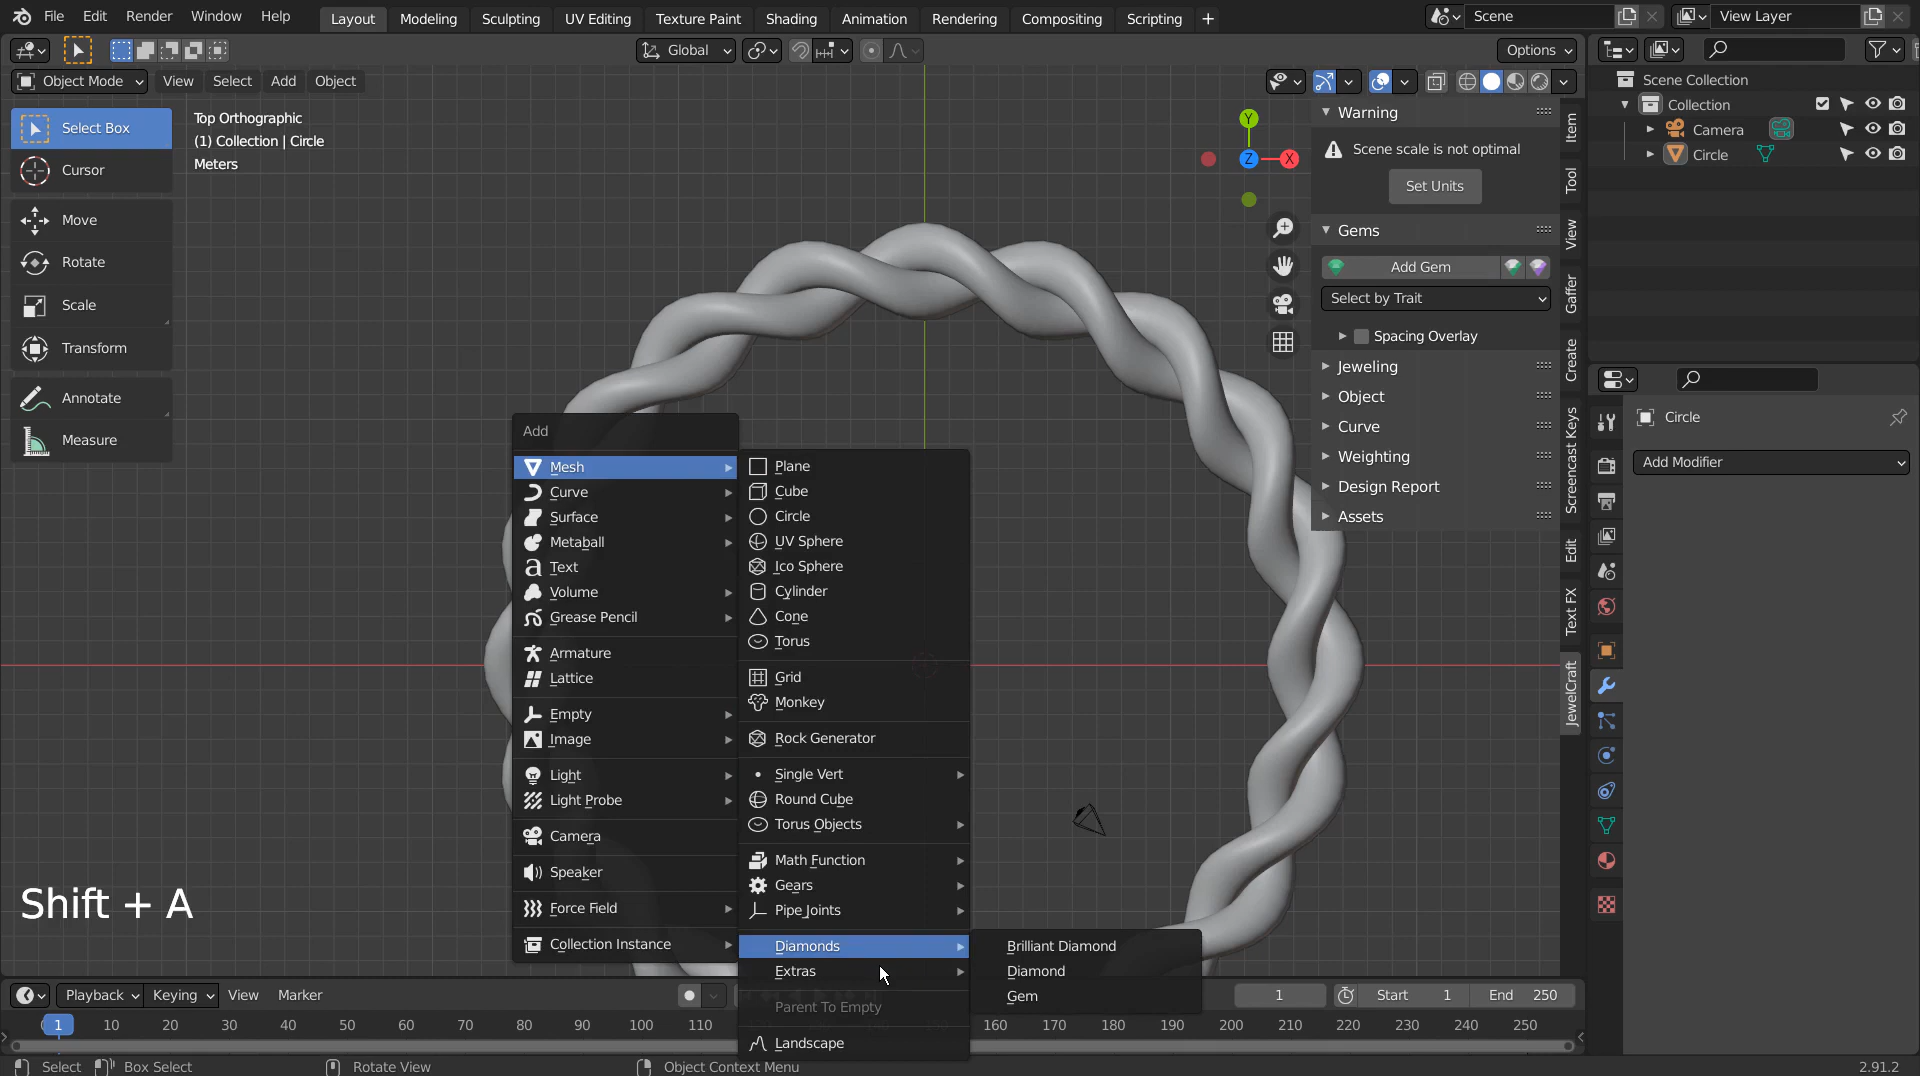 File Edit Render Window Help Layout Modeling Sculpting UV Editing Texture Paint Shading Animation Rendering Compositing Scripting + Scene View Layer
Global Options
Object Mode View Select Add Object
Select Box
Cursor
Move
Rotate
Scale
Transform
Annotate
Measure
Top Orthographic
(1) Collection | Circle
Meters
Y
Z
X
Warning
Scene scale is not optimal
Set Units
Gems
Add Gem
Select by Trait
Spacing Overlay
Jeweling
Object
Curve
Weighting
Design Report
Assets
Item
Tool
View
Gaffer
Create
Screencast Keys
Edit
Text FX
JewelCraft
Scene Collection
Collection
Camera
Circle
Circle
Add Modifier
Add
Mesh
Curve
Surface
Metaball
Text
Volume
Grease Pencil
Armature
Lattice
Empty
Image
Light
Light Probe
Camera
Speaker
Force Field
Collection Instance
Plane
Cube
Circle
UV Sphere
Ico Sphere
Cylinder
Cone
Torus
Grid
Monkey
Rock Generator
Single Vert
Round Cube
Torus Objects
Math Function
Gears
Pipe Joints
Diamonds
Extras
Parent To Empty
Landscape
Brilliant Diamond
Diamond
Gem
Shift + A
Playback Keying View Marker 1 Start 1 End 250
1 10 20 30 40 50 60 70 80 90 100 110 160 170 180 190 200 210 220 230 240 250
Select Box Select Rotate View Object Context Menu 2.91.2